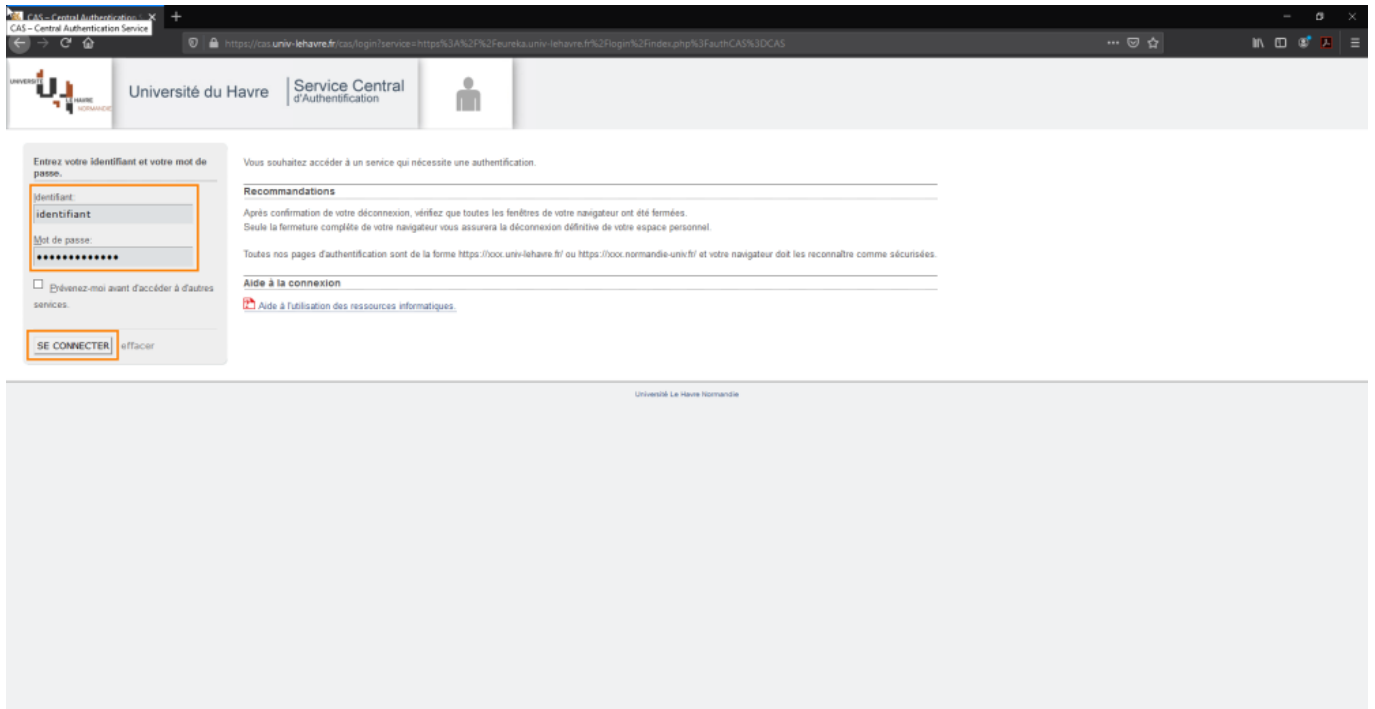 CAS – Central Authentication
CAS – Central Authentication Service
https://cas.univ-lehavre.fr/cas/login?service=https%3A%2F%2Feureka.univ-lehavre.fr%2Flogin%2Findex.php%3FauthCAS%3DCAS
UNIVERSITÉ
LE HAVRE
NORMANDIE
Université du Havre
Service Central
d'Authentification
Entrez votre identifiant et votre mot de
passe.
Identifiant:
identifiant
Mot de passe:
•••••••••••••
Prévenez-moi avant d'accéder à d'autres
services.
SE CONNECTER effacer
Vous souhaitez accéder à un service qui nécessite une authentification.
Recommandations
Après confirmation de votre déconnexion, vérifiez que toutes les fenêtres de votre navigateur ont été fermées.
Seule la fermeture complête de votre navigateur vous assurera la déconnexion définitive de votre espace personnel.
Toutes nos pages d'authentification sont de la forme https://xxx.univ-lehavre.fr/ ou https://xxx.normandie-univ.fr/ et votre navigateur doit les reconnaître comme sécurisées.
Aide à la connexion
Aide à l'utilisation des ressources informatiques.
Université Le Havre Normandie